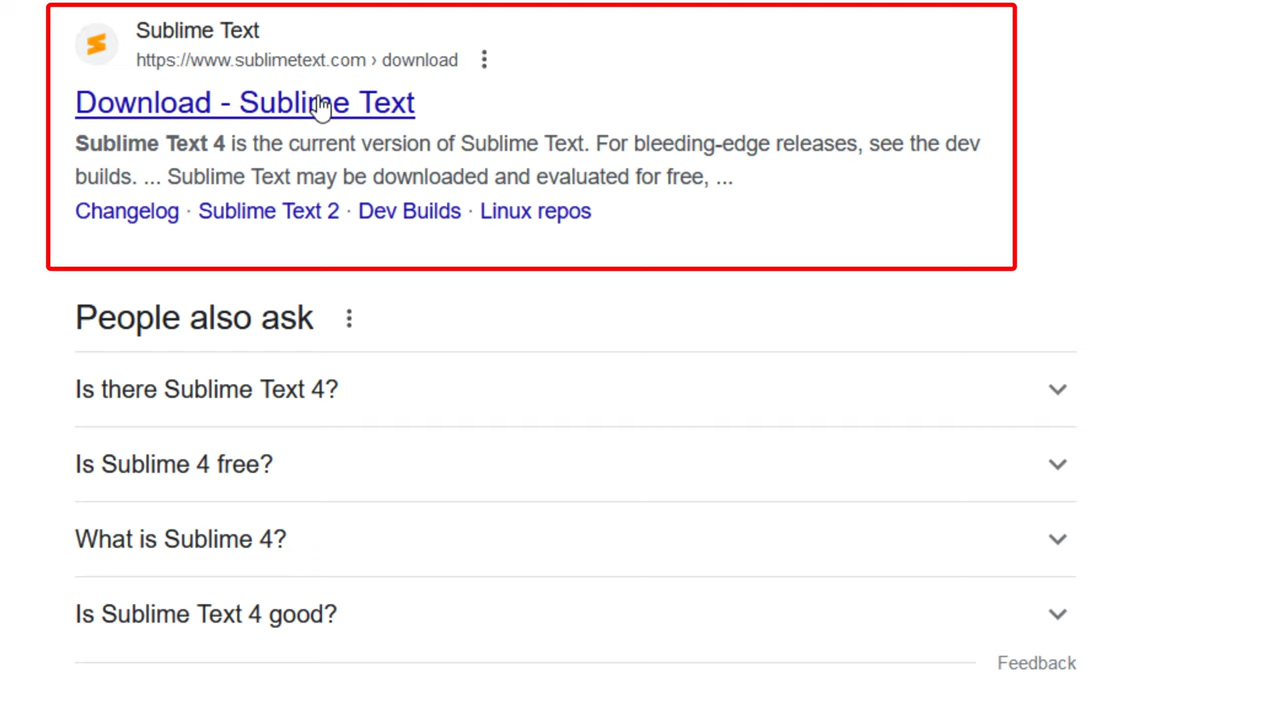 Sublime Text
https://www.sublimetext.com › download
Download - Sublime Text
Sublime Text 4 is the current version of Sublime Text. For bleeding-edge releases, see the dev
builds. ... Sublime Text may be downloaded and evaluated for free, ...
Changelog · Sublime Text 2 · Dev Builds · Linux repos
People also ask
Is there Sublime Text 4?
Is Sublime 4 free?
What is Sublime 4?
Is Sublime Text 4 good?
Feedback